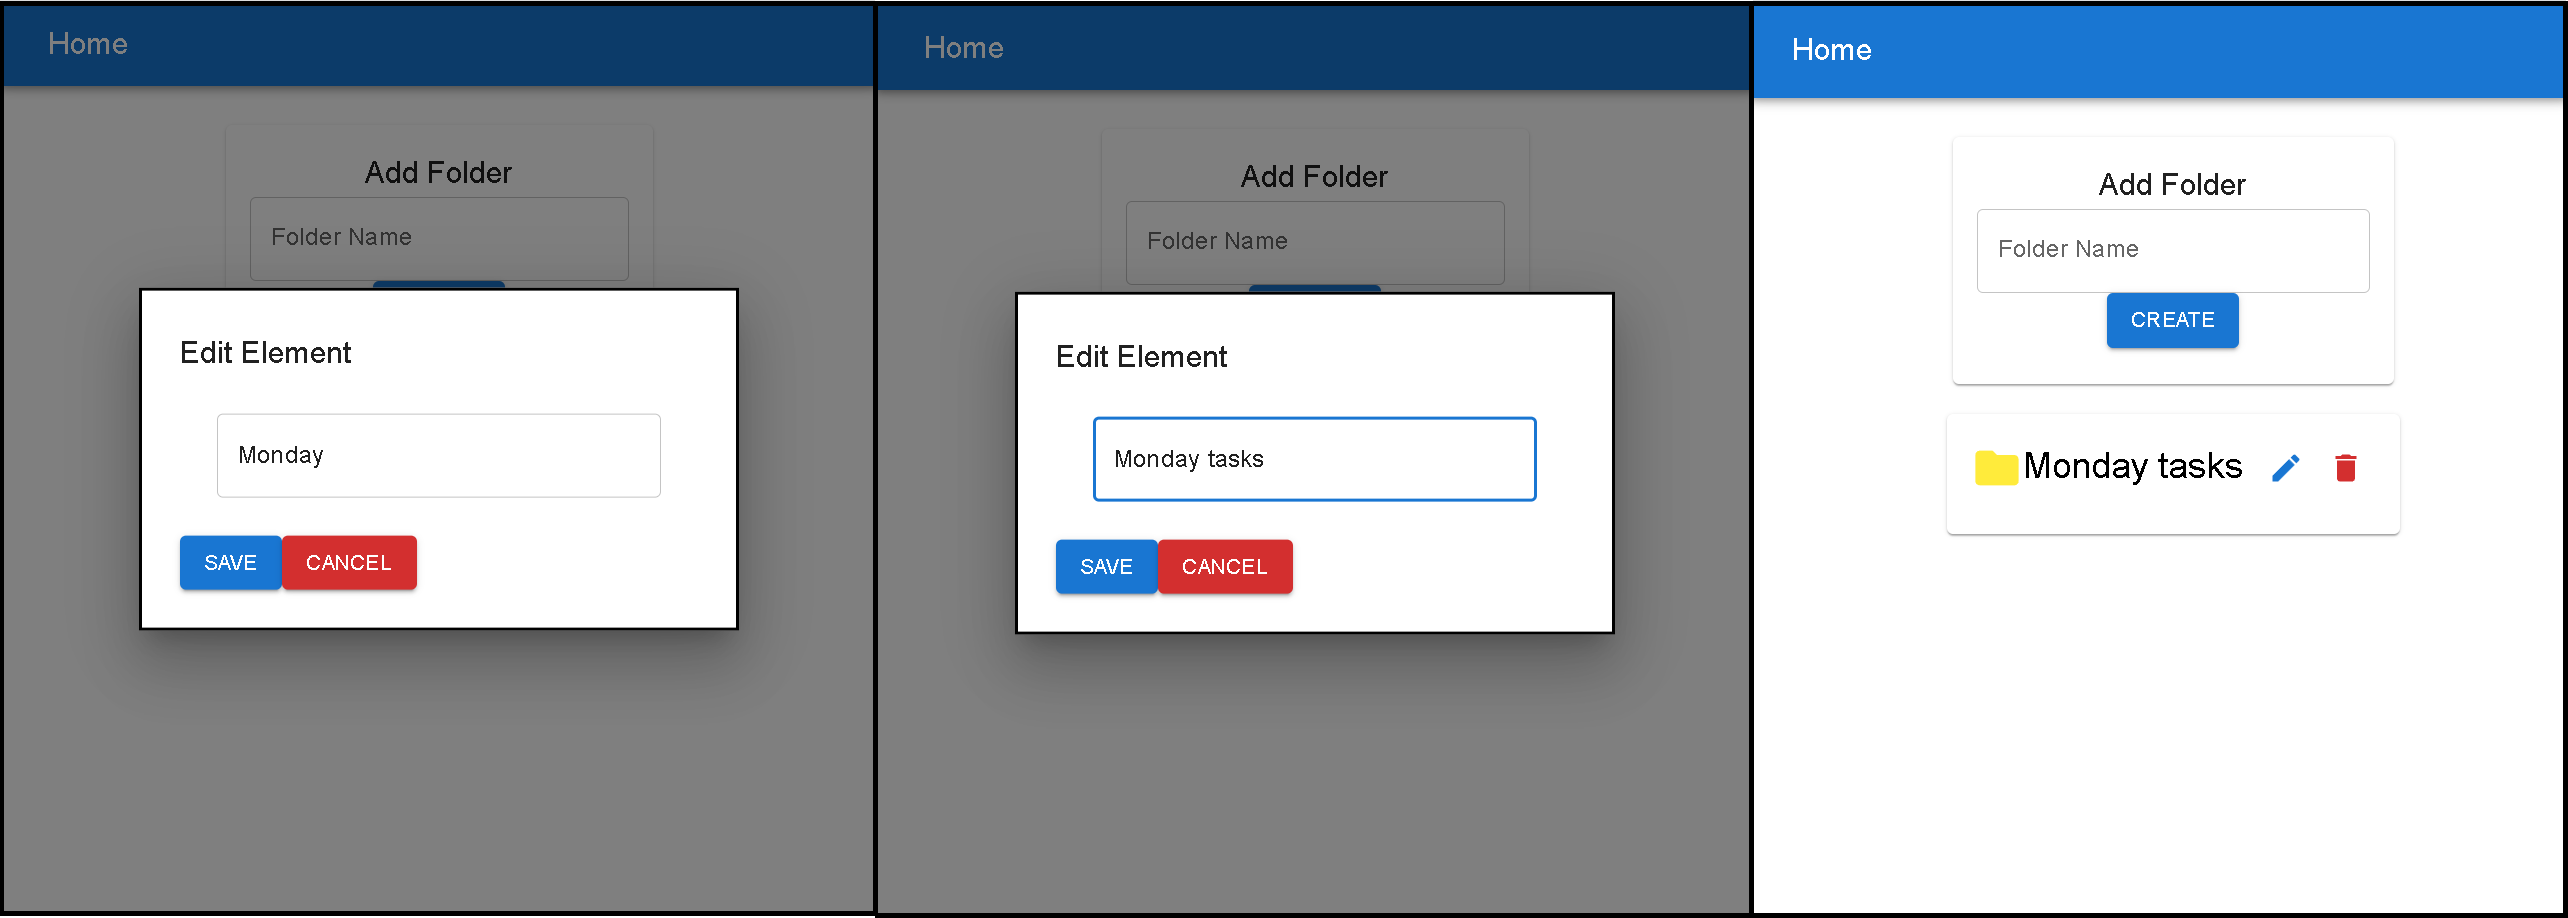 Home
Add Folder
Folder Name
Edit Element
Monday
SAVE CANCEL
Home
Add Folder
Folder Name
Edit Element
Monday tasks
SAVE CANCEL
Home
Add Folder
Folder Name
CREATE
Monday tasks